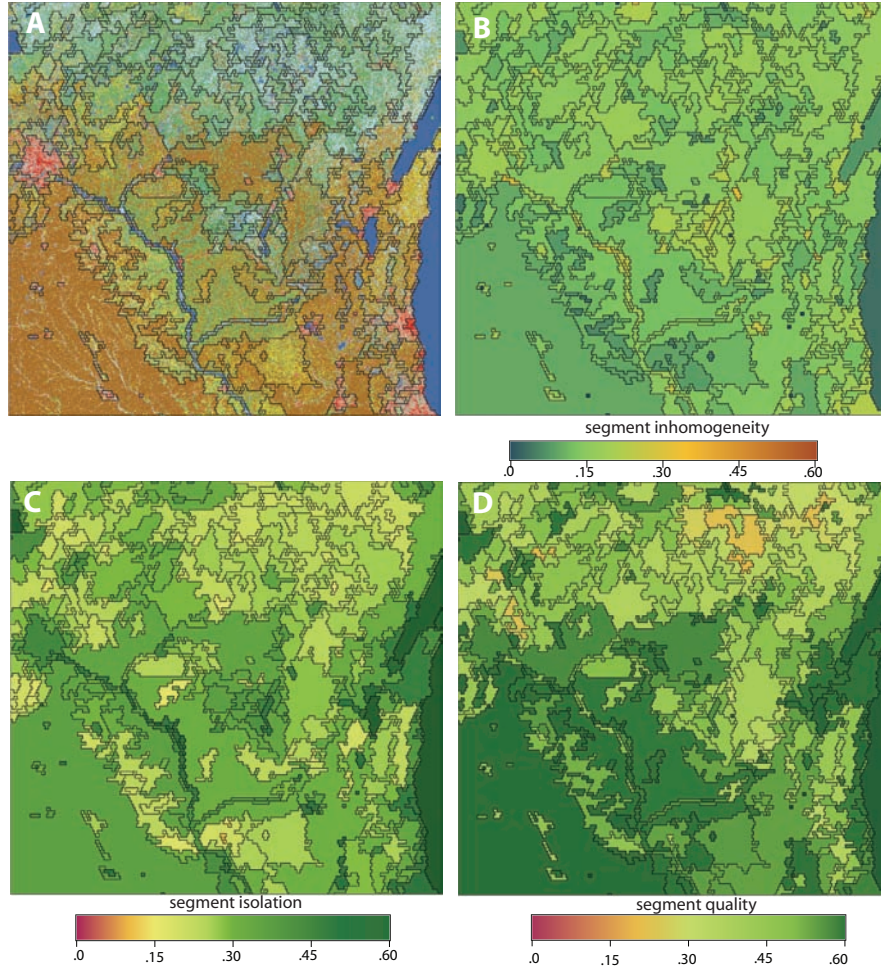 A
B
segment inhomogeneity
.0 .15 .30 .45 .60
C
D
segment isolation
.0 .15 .30 .45 .60
segment quality
.0 .15 .30 .45 .60